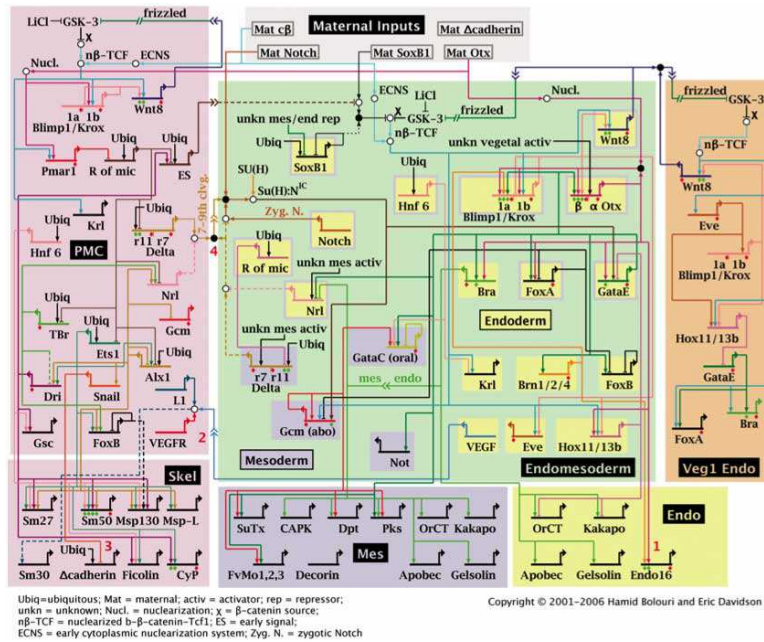 LiCl GSK-3 frizzled
χ
nβ-TCF ECNS
Nucl.
1a 1b
Blimp1/Krox
Wnt8
Ubiq Ubiq
Pmar1 R of mic ES
Ubiq
Krl
r11 r7
Delta
7-9th clvg.
Ubiq
Hnf 6
PMC
4
Nrl
Ubiq
TBr
Ubiq
Ets1
Gcm
Ubiq
Alx1
L1
Dri Snail
Gsc FoxB VEGFR
2
Maternal Inputs
Mat cβ Mat Δcadherin
Mat Notch Mat SoxB1 Mat Otx
ECNS LiCl Nucl.
χ GSK-3 frizzled
nβ-TCF
unkn mes/end rep
Ubiq
SoxB1
unkn vegetal activ
Wnt8
SU(H)
Su(H):Nᴵᶜ
Ubiq
Hnf 6
1a 1b
Blimp1/Krox
β α Otx
Zyg. N.
Notch
Ubiq
R of mic
unkn mes activ
Nrl
Bra FoxA GateE
Endoderm
unkn mes activ
Ubiq
r7 r11
Delta
GataC (oral)
mes endo
Krl Brn1/2/4 FoxB
Gcm (abo)
Not
VEGF Eve Hox11/13b
Mesoderm
Endomesoderm
frizzled
GSK-3
χ
nβ-TCF
Wnt8
Eve
1a 1b
Blimp1/Krox
Hox11/13b
GateE
FoxA Bra
Veg1 Endo
Skel
Sm27 Sm50 Msp130 Msp-L
3
Ubiq
Sm30 Δcadherin Ficolin CyP
SuTx CAPK Dpt Pks OrCT Kakapo
Mes
FvMo1,2,3 Decorin Apobec Gelsolin
Endo
OrCT Kakapo
1
Apobec Gelsolin Endo16
Ubiq=ubiquitous; Mat = maternal; activ = activator; rep = repressor;
unkn = unknown; Nucl. = nuclearization; χ = β-catenin source;
nβ-TCF = nuclearized b-β-catenin-Tcf1; ES = early signal;
ECNS = early cytoplasmic nuclearization system; Zyg. N. = zygotic Notch
Copyright © 2001-2006 Hamid Bolouri and Eric Davidson